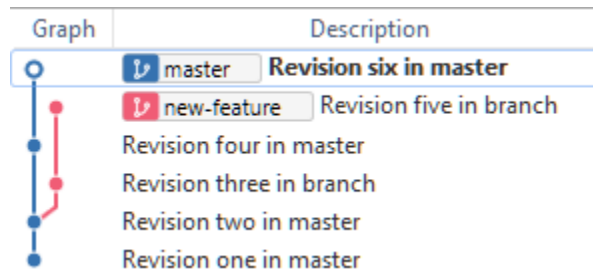 Graph Description
master Revision six in master
new-feature Revision five in branch
Revision four in master
Revision three in branch
Revision two in master
Revision one in master